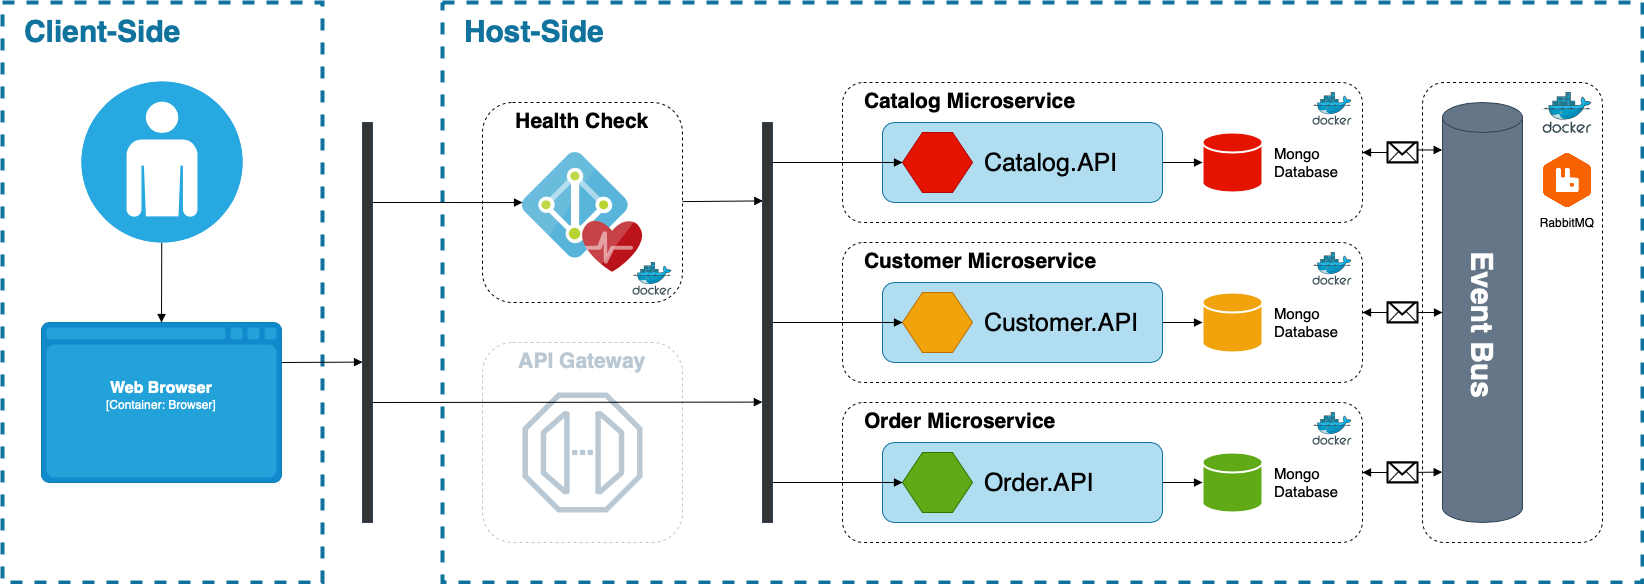 Client-Side
Host-Side
Health Check
docker
API Gateway
Web Browser
[Container: Browser]
Catalog Microservice
docker
Catalog.API
Mongo
Database
Customer Microservice
docker
Customer.API
Mongo
Database
Order Microservice
docker
Order.API
Mongo
Database
docker
RabbitMQ
Event Bus